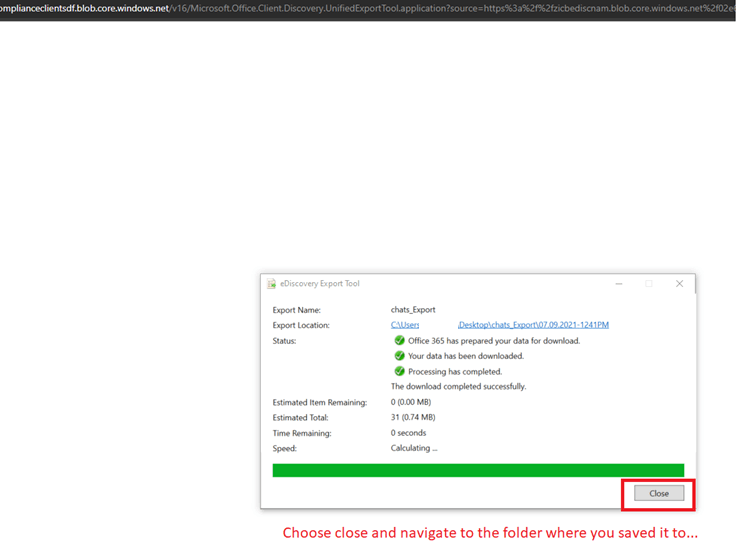 omplianceclientsdf.blob.core.windows.net/v16/Microsoft.Office.Client.Discovery.UnifiedExportTool.application?source=https%3a%2f%2fzicbediscnam.blob.core.windows.net%2f02e6
eDiscovery Export Tool
Export Name: chats_Export
Export Location: C:\Users .Desktop\chats_Export\07.09.2021-1241PM
Status: Office 365 has prepared your data for download.
Your data has been downloaded.
Processing has completed.
The download completed successfully.
Estimated Item Remaining: 0 (0.00 MB)
Estimated Total: 31 (0.74 MB)
Time Remaining: 0 seconds
Speed: Calculating ...
Close
Choose close and navigate to the folder where you saved it to...